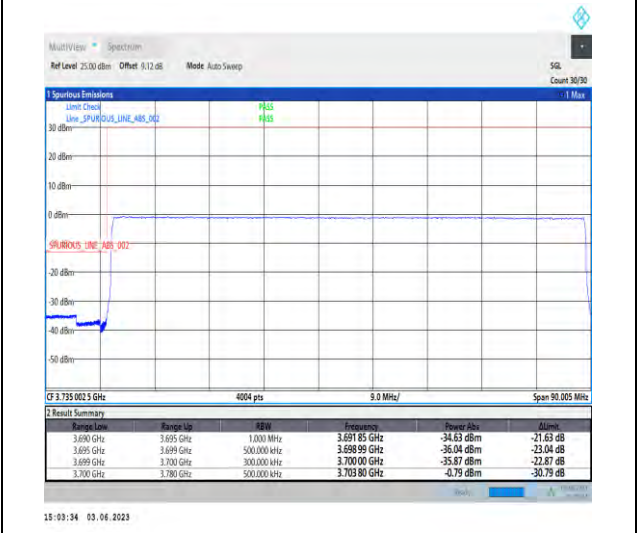 MultiView Spectrum
Ref Level 25.00 dBm Offset 9.12 dB Mode Auto Sweep SGL
Count 30/30
1 Spurious Emissions 1 Max
Limit Check PASS
Line _SPURIOUS_LINE_ABS_002 PASS
30 dBm
20 dBm
10 dBm
0 dBm
_SPURIOUS_LINE_ABS_002
-20 dBm
-30 dBm
-40 dBm
-50 dBm
CF 3.735 002 5 GHz 4004 pts 9.0 MHz/ Span 90.005 MHz
2 Result Summary
Range Low Range Up RBW Frequency Power Abs ΔLimit
3.690 GHz 3.695 GHz 1.000 MHz 3.691 85 GHz -34.63 dBm -21.63 dB
3.695 GHz 3.699 GHz 500.000 kHz 3.698 99 GHz -36.04 dBm -23.04 dB
3.699 GHz 3.700 GHz 300.000 kHz 3.700 00 GHz -35.87 dBm -22.87 dB
3.700 GHz 3.780 GHz 500.000 kHz 3.703 80 GHz -0.79 dBm -30.79 dB
Ready
15:03:34 03.06.2023